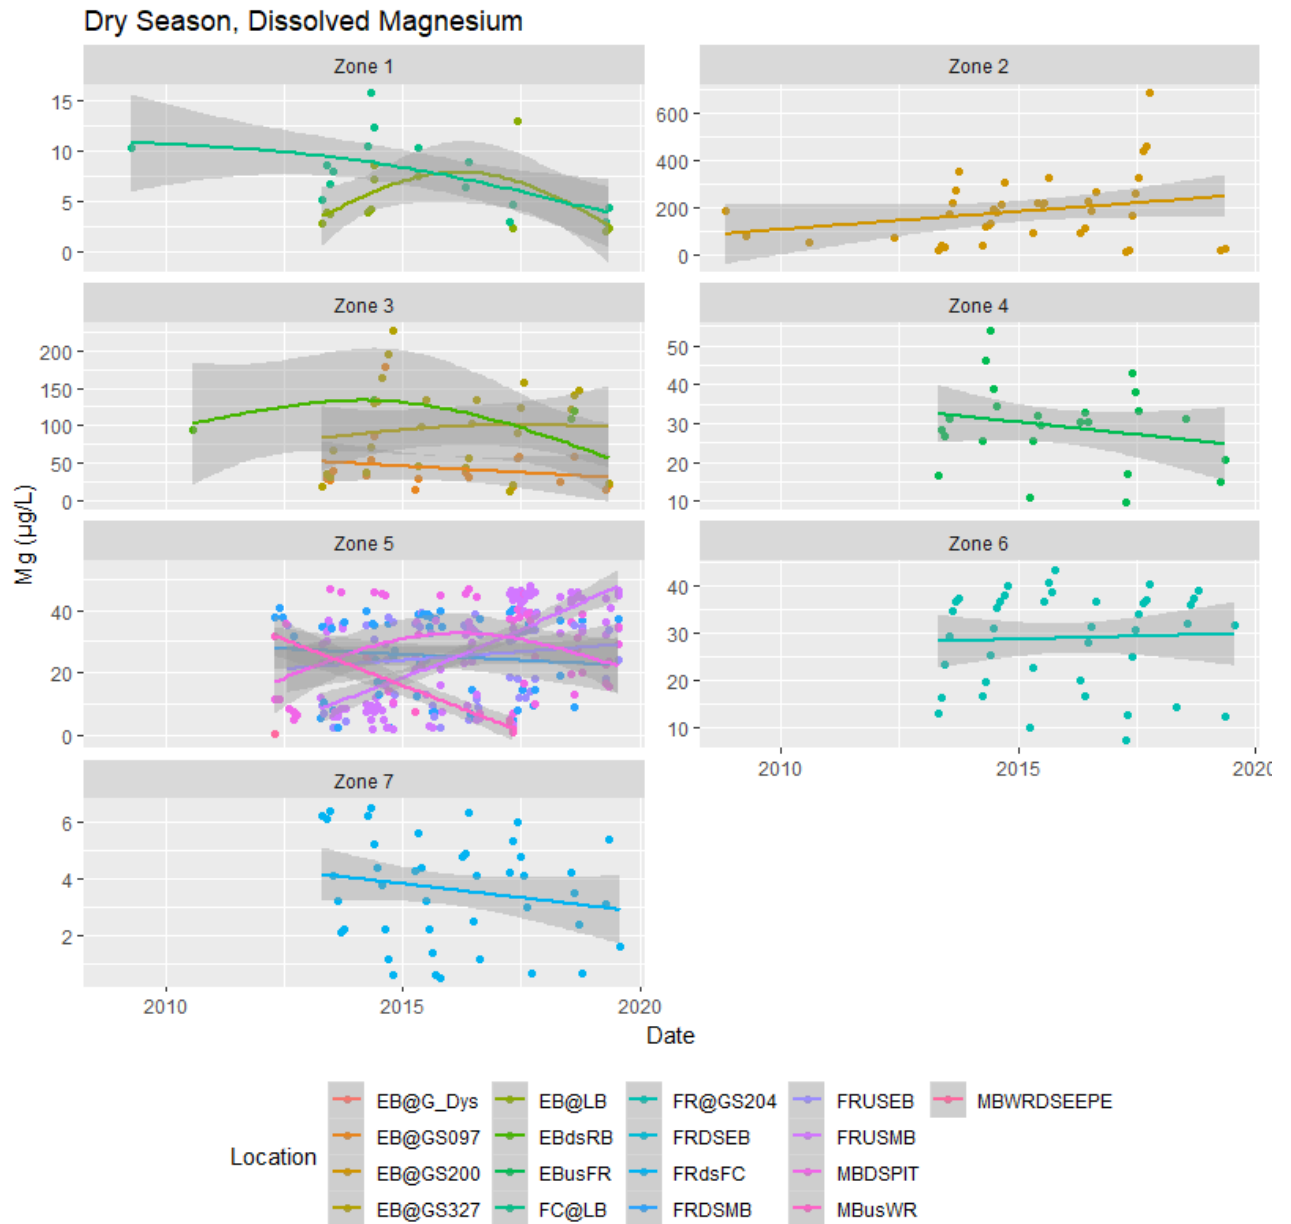 Dry Season, Dissolved Magnesium
Zone 1
Zone 2
15
10
5
0
600
400
200
0
Zone 3
Zone 4
200
150
100
50
0
50
40
30
20
10
Mg (µg/L)
Zone 5
Zone 6
40
20
0
40
30
20
10
2010 2015 2020
Zone 7
6
4
2
2010 2015 2020
Date
Location
EB@G_Dys EB@LB FR@GS204 FRUSEB MBWRDSEEPE
EB@GS097 EBdsRB FRDSEB FRUSMB
EB@GS200 EBusFR FRdsFC MBDSPIT
EB@GS327 FC@LB FRDSMB MBusWR